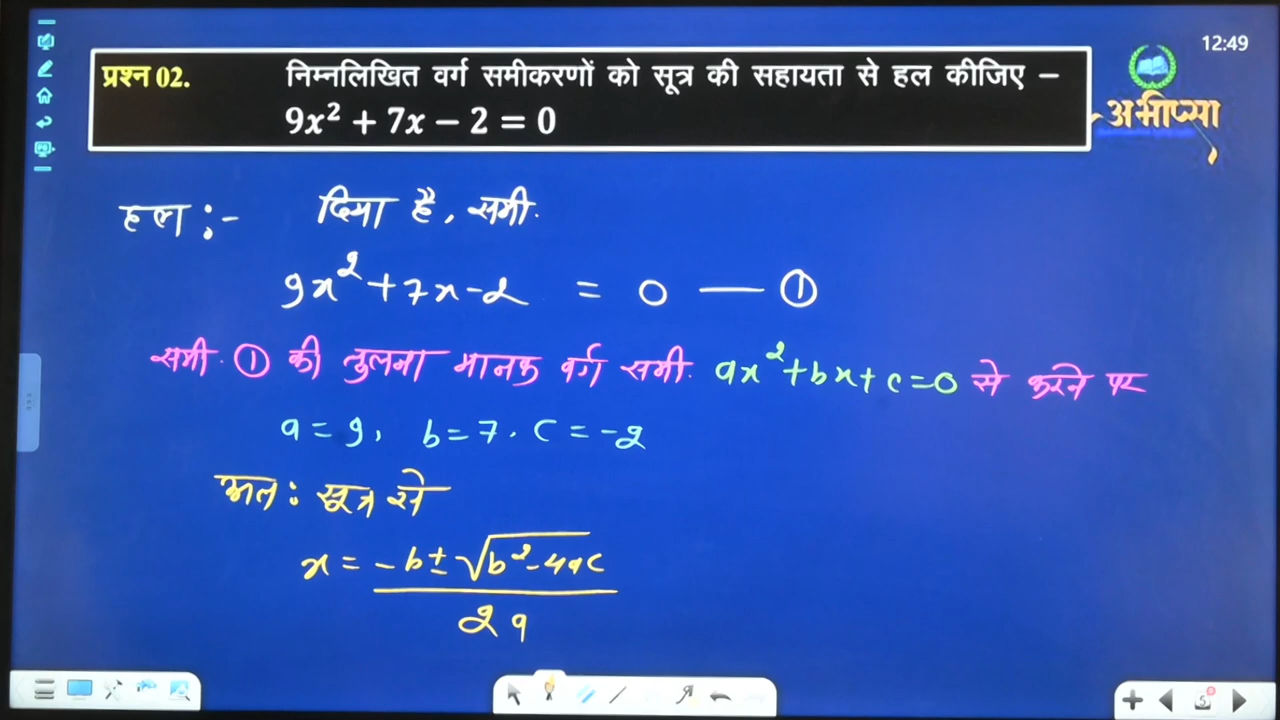 12:49
प्रश्न 02. निम्नलिखित वर्ग समीकरणों को सूत्र की सहायता से हल कीजिए –
9x² + 7x − 2 = 0
अभीप्सा
हल :- दिया है, समी.
9x² + 7x - 2 = 0 — ①
समी. ① की तुलना मानक वर्ग समी. ax² + bx + c = 0 से करने पर
a = 9, b = 7, c = -2
अतः सूत्र से
x = (-b ± √(b² - 4ac)) / 2a